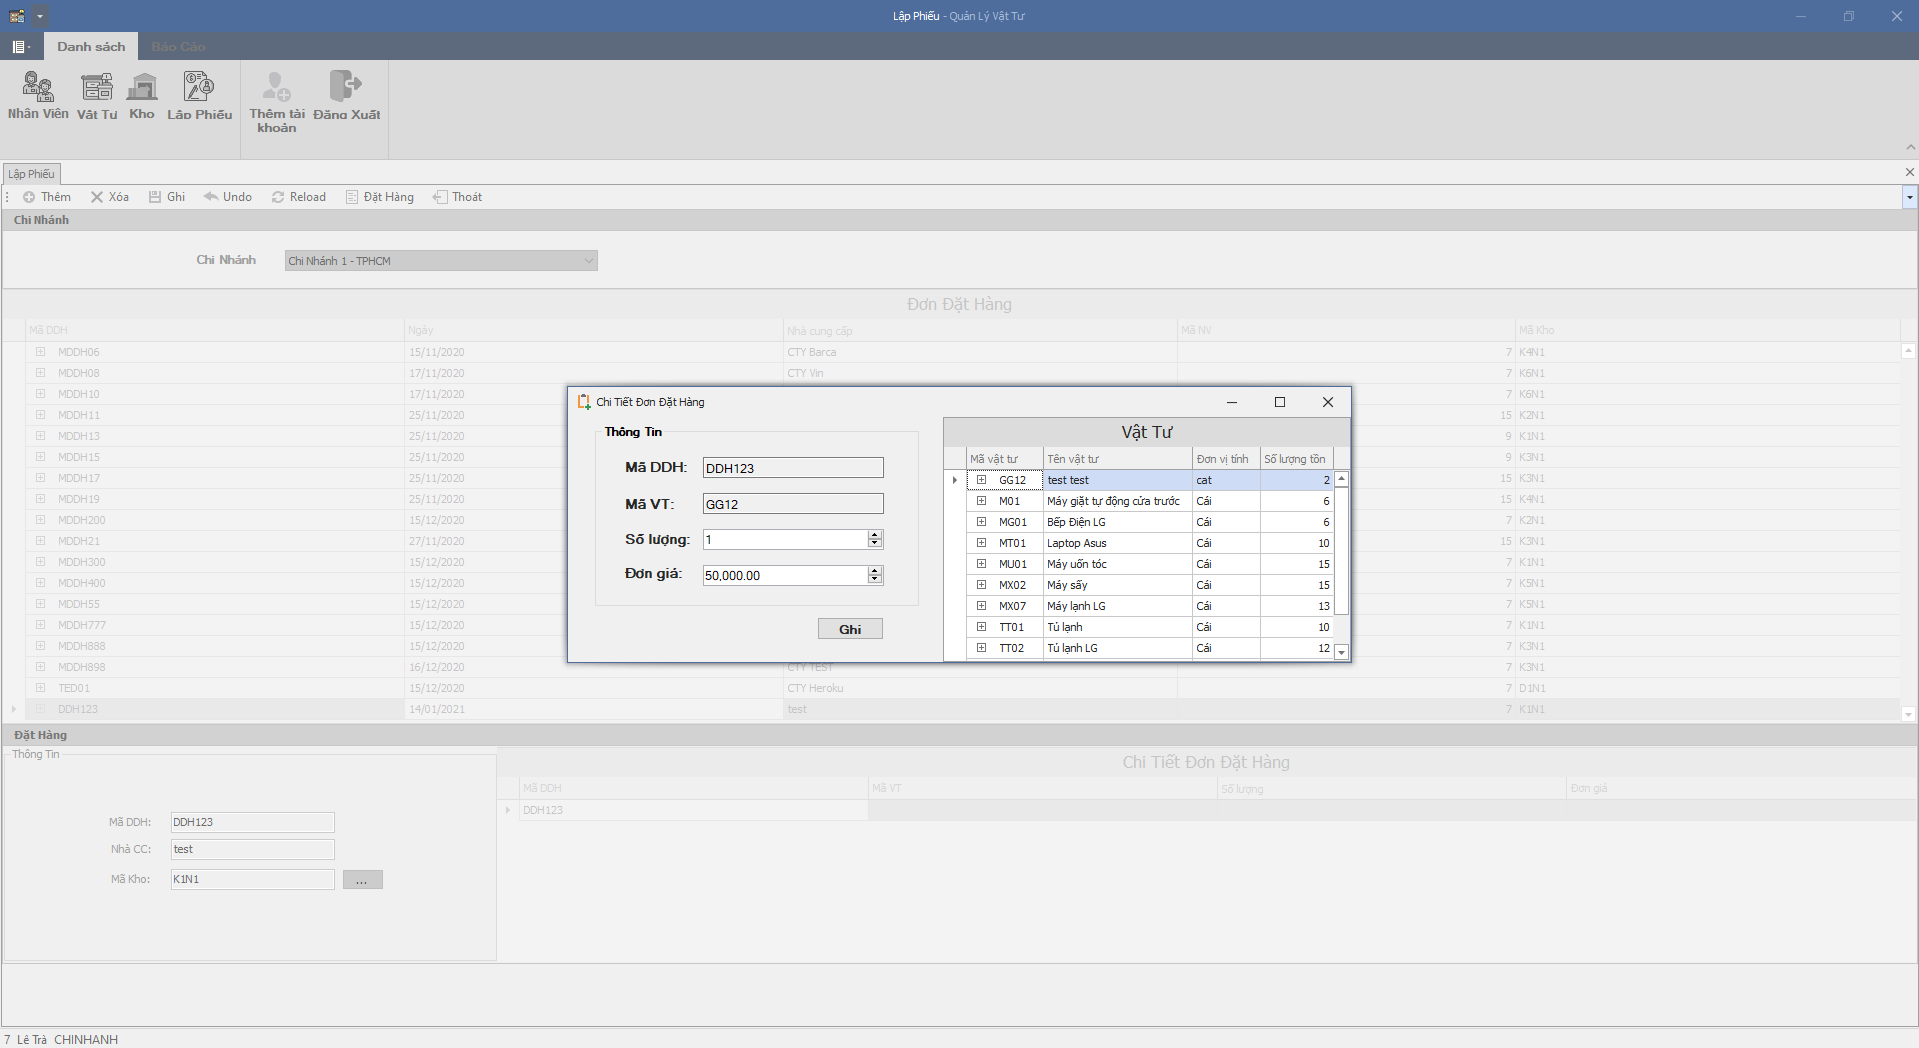 Lập Phiếu - Quản Lý Vật Tư
Danh sách Báo Cáo
Nhân Viên Vật Tư Kho Lập Phiếu Thêm tài khoản Đăng Xuất
Lập Phiếu
Thêm Xóa Ghi Undo Reload Đặt Hàng Thoát
Chi Nhánh
Chi Nhánh Chi Nhánh 1 - TPHCM
Đơn Đặt Hàng
Mã DDH Ngày Nhà cung cấp Mã NV Mã Kho
MDDH06 15/11/2020 CTY Barca 7 K4N1
MDDH08 17/11/2020 CTY Vin 7 K6N1
MDDH10 17/11/2020 7 K6N1
MDDH11 25/11/2020 15 K2N1
MDDH13 25/11/2020 9 K1N1
MDDH15 25/11/2020 9 K3N1
MDDH17 25/11/2020 15 K3N1
MDDH19 25/11/2020 15 K4N1
MDDH200 15/12/2020 7 K2N1
MDDH21 27/11/2020 15 K3N1
MDDH300 15/12/2020 7 K1N1
MDDH400 15/12/2020 7 K5N1
MDDH55 15/12/2020 7 K5N1
MDDH777 15/12/2020 7 K1N1
MDDH888 15/12/2020 7 K3N1
MDDH898 16/12/2020 CTY TEST 7 K3N1
TED01 15/12/2020 CTY Heroku 7 D1N1
DDH123 14/01/2021 test 7 K1N1
Chi Tiết Đơn Đặt Hàng
Thông Tin
Mã DDH: DDH123
Mã VT: GG12
Số lượng: 1
Đơn giá: 50,000.00
Ghi
Vật Tư
Mã vật tư Tên vật tư Đơn vị tính Số lượng tồn
GG12 test test cat 2
M01 Máy giặt tự động cửa trước Cái 6
MG01 Bếp Điện LG Cái 6
MT01 Laptop Asus Cái 10
MU01 Máy uốn tóc Cái 15
MX02 Máy sấy Cái 15
MX07 Máy lạnh LG Cái 13
TT01 Tủ lạnh Cái 10
TT02 Tủ lạnh LG Cái 12
Đặt Hàng
Thông Tin
Mã DDH: DDH123
Nhà CC: test
Mã Kho: K1N1 ...
Chi Tiết Đơn Đặt Hàng
Mã DDH Mã VT Số lượng Đơn giá
DDH123
7 Lê Trà CHINHANH